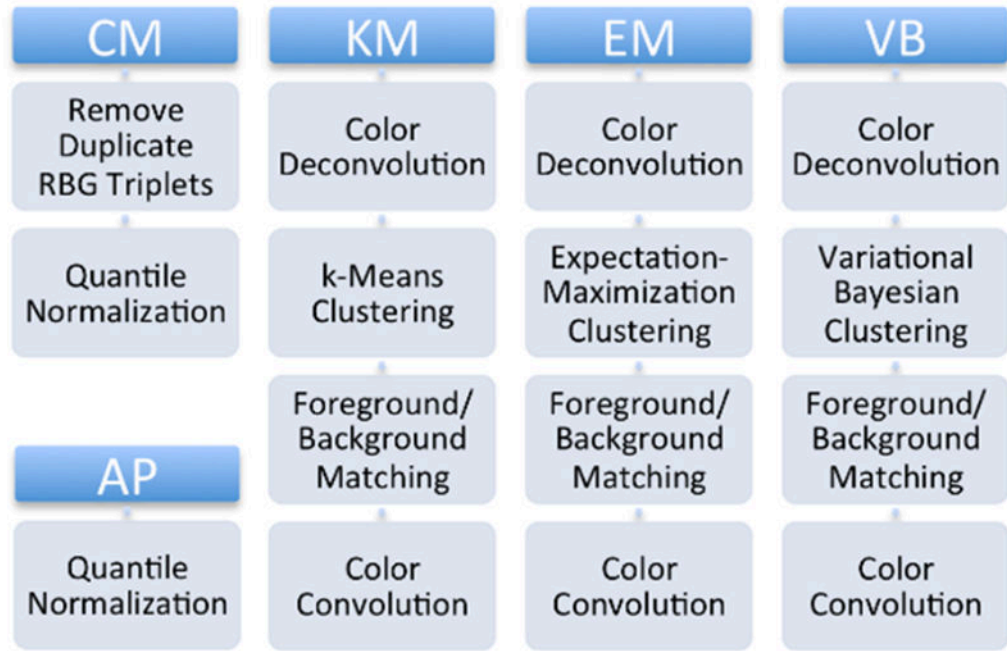 CM
Remove
Duplicate
RBG Triplets
Quantile
Normalization
AP
Quantile
Normalization
KM
Color
Deconvolution
k-Means
Clustering
Foreground/
Background
Matching
Color
Convolution
EM
Color
Deconvolution
Expectation-
Maximization
Clustering
Foreground/
Background
Matching
Color
Convolution
VB
Color
Deconvolution
Variational
Bayesian
Clustering
Foreground/
Background
Matching
Color
Convolution